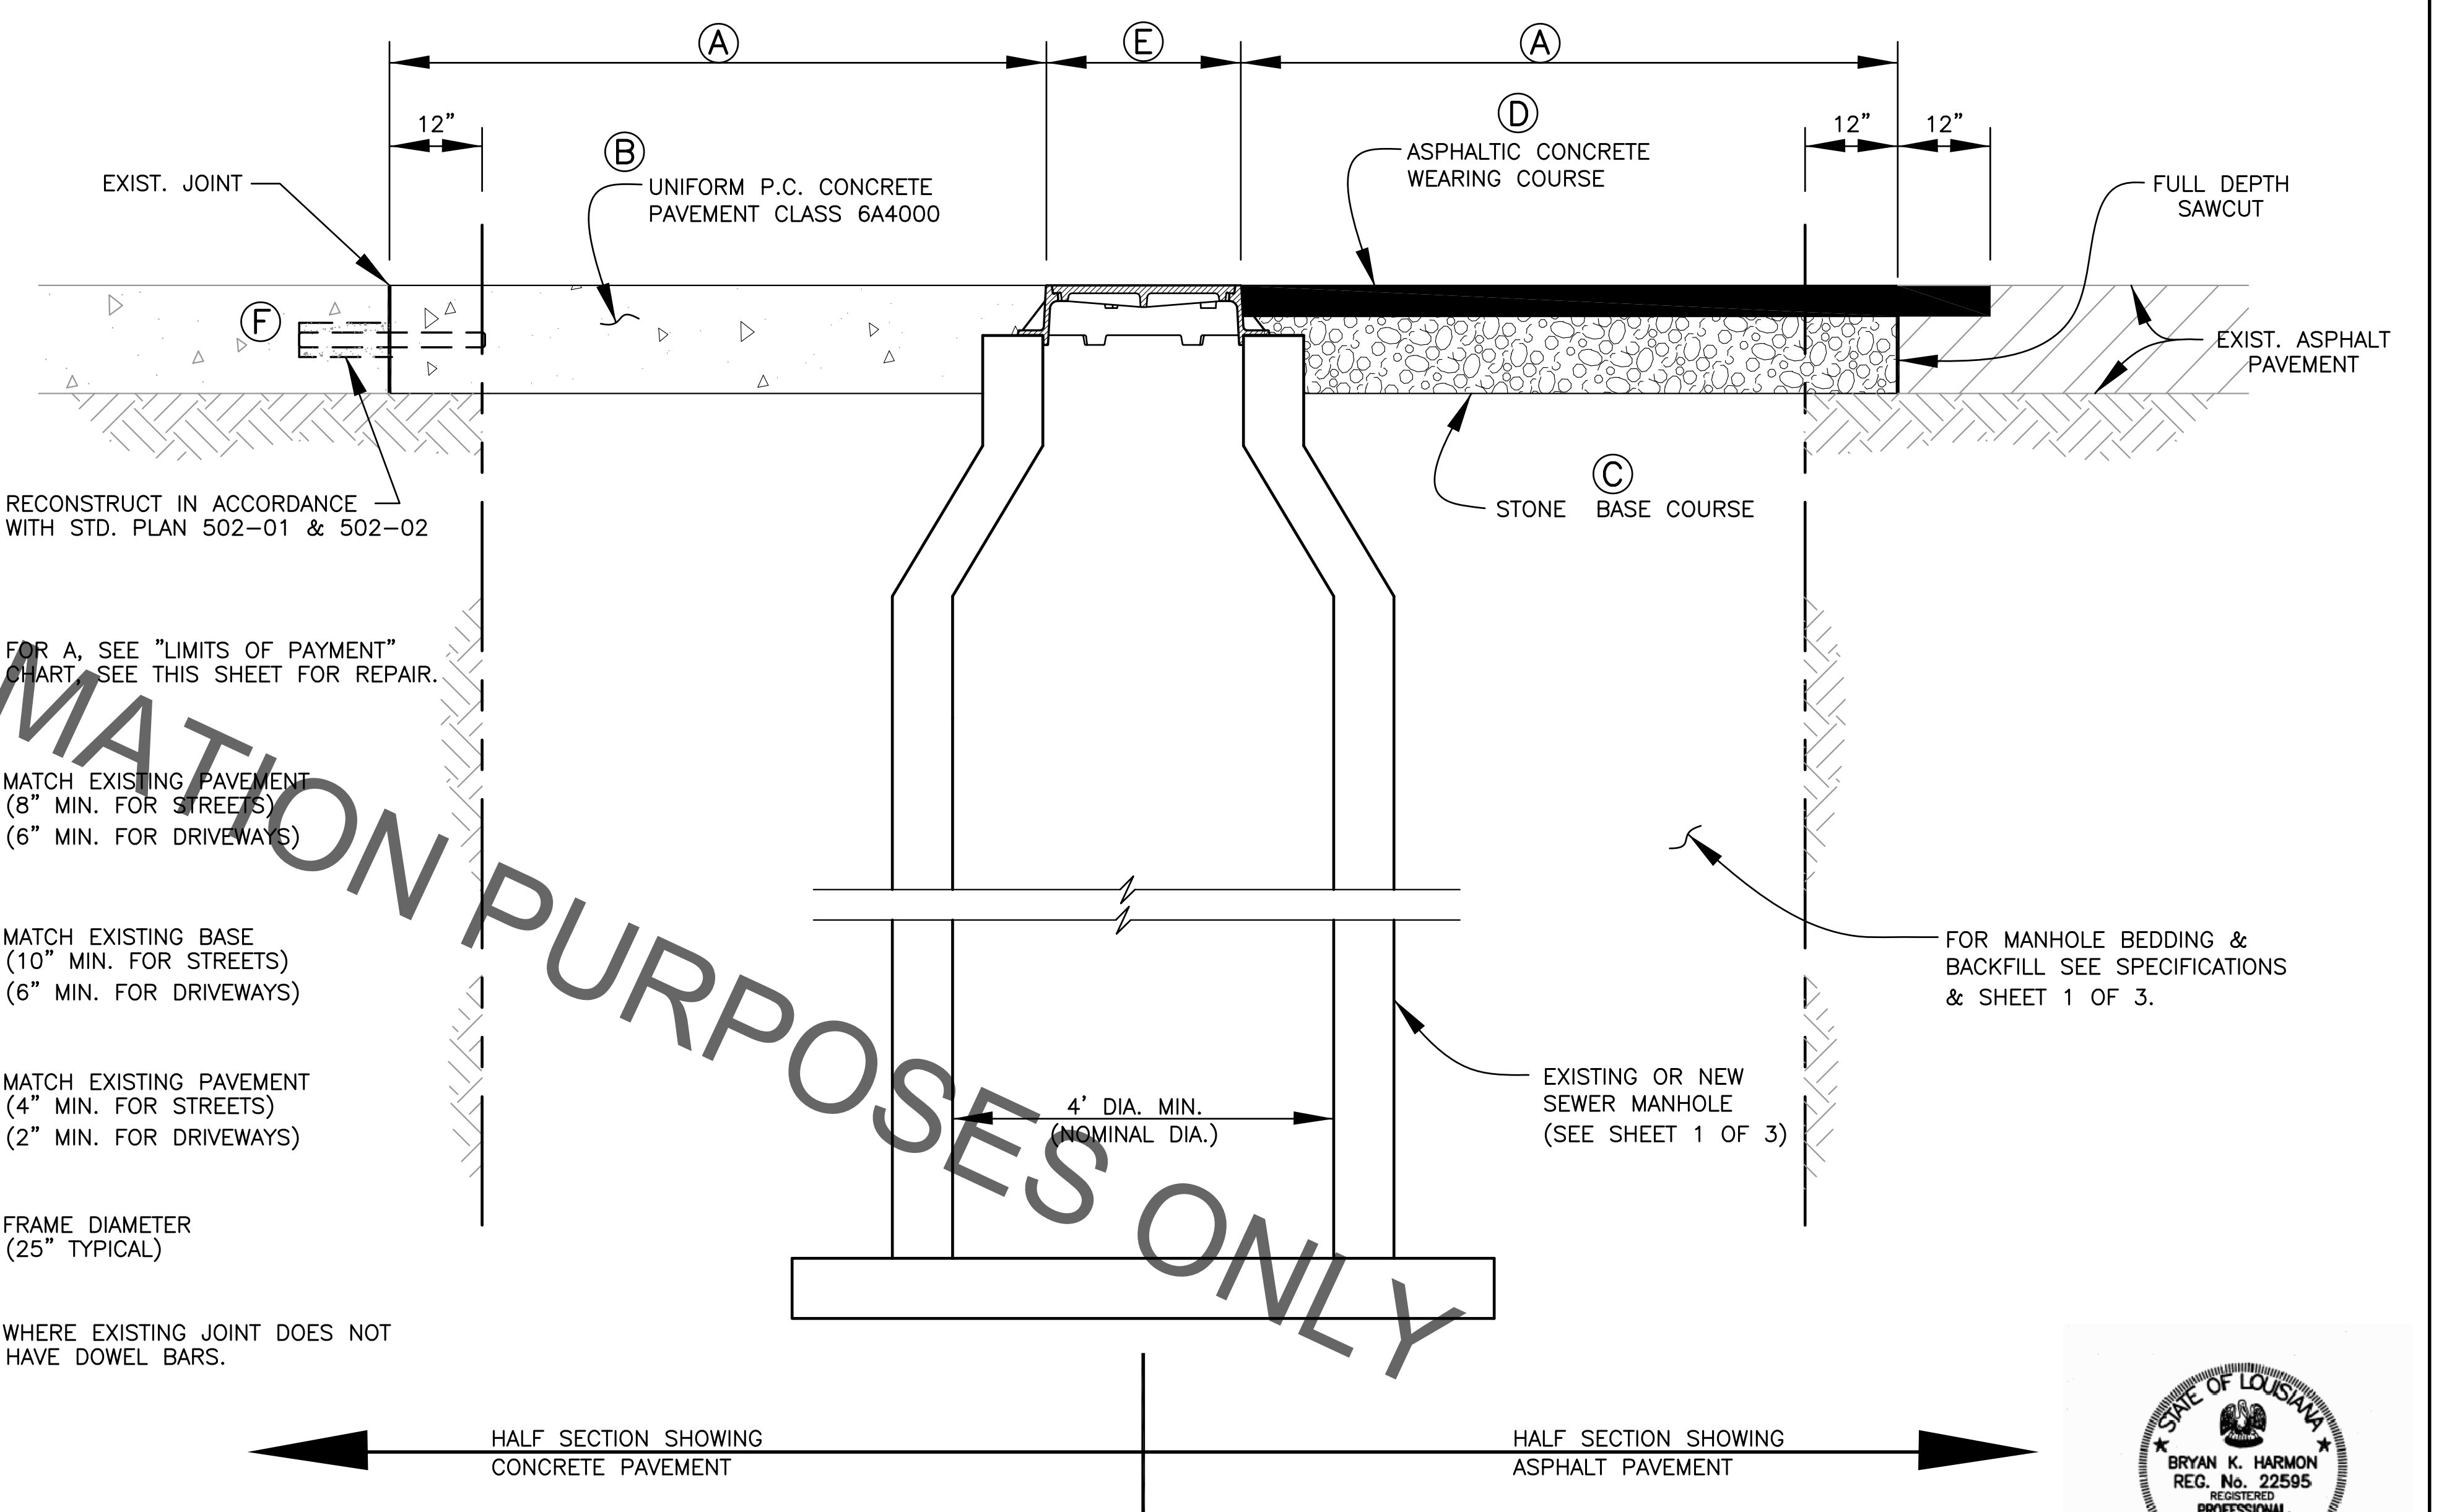 A
E
A
12"
12"
12"
D
ASPHALTIC CONCRETE
WEARING COURSE
B
UNIFORM P.C. CONCRETE
PAVEMENT CLASS 6A4000
EXIST. JOINT
FULL DEPTH
SAWCUT
F
EXIST. ASPHALT
PAVEMENT
C
STONE BASE COURSE
RECONSTRUCT IN ACCORDANCE
WITH STD. PLAN 502-01 & 502-02
FOR A, SEE "LIMITS OF PAYMENT"
CHART, SEE THIS SHEET FOR REPAIR.
MATCH EXISTING PAVEMENT
(8" MIN. FOR STREETS)
(6" MIN. FOR DRIVEWAYS)
MATCH EXISTING BASE
(10" MIN. FOR STREETS)
(6" MIN. FOR DRIVEWAYS)
FOR MANHOLE BEDDING &
BACKFILL SEE SPECIFICATIONS
& SHEET 1 OF 3.
MATCH EXISTING PAVEMENT
(4" MIN. FOR STREETS)
(2" MIN. FOR DRIVEWAYS)
4' DIA. MIN.
(NOMINAL DIA.)
EXISTING OR NEW
SEWER MANHOLE
(SEE SHEET 1 OF 3)
FRAME DIAMETER
(25" TYPICAL)
WHERE EXISTING JOINT DOES NOT
HAVE DOWEL BARS.
MATION PURPOSES ONLY
HALF SECTION SHOWING
CONCRETE PAVEMENT
HALF SECTION SHOWING
ASPHALT PAVEMENT
STATE OF LOUISIANA
BRYAN K. HARMON
REG. No. 22595
REGISTERED
PROFESSIONAL